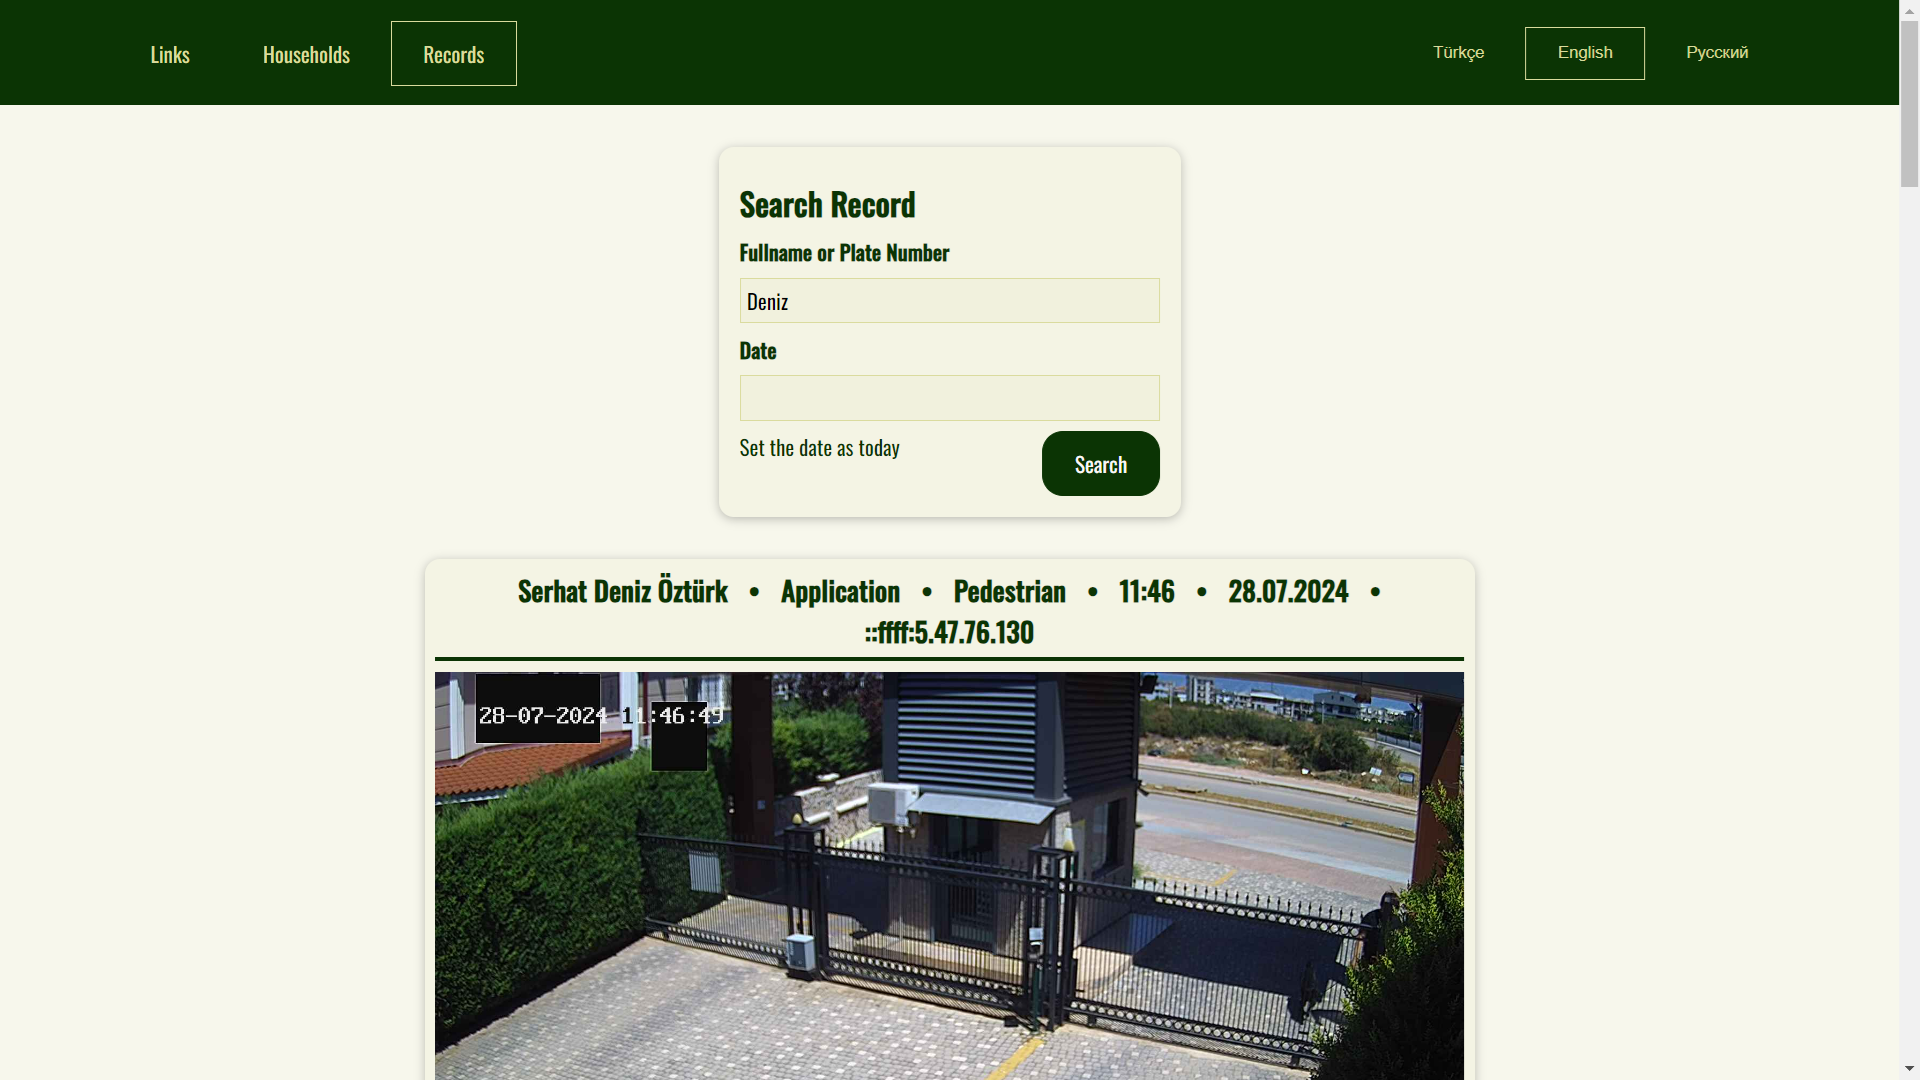 Links Households Records Türkçe English Русский
Search Record
Fullname or Plate Number
Deniz
Date
Set the date as today
Search
Serhat Deniz Öztürk • Application • Pedestrian • 11:46 • 28.07.2024 •
::ffff:5.47.76.130
28-07-2024 11:46:49